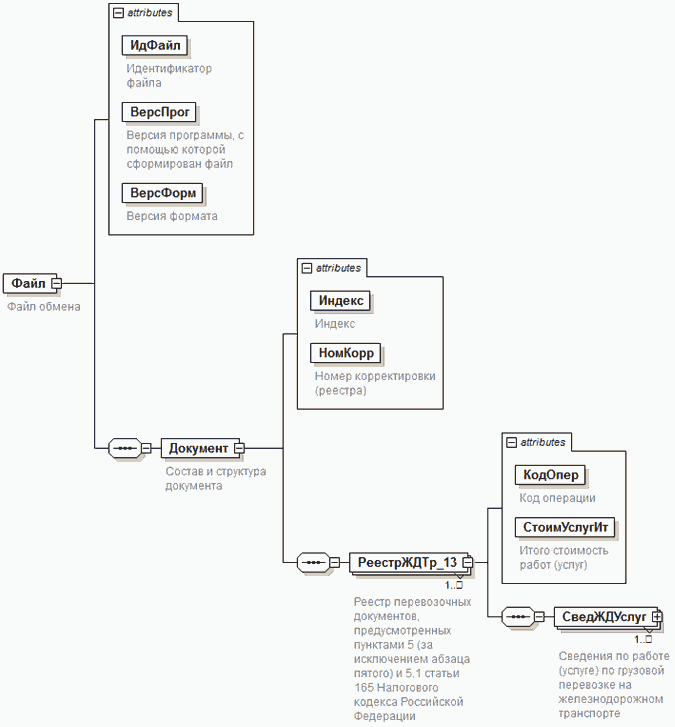 attributes
ИдФайл
Идентификатор
файла
ВерсПрог
Версия программы, с
помощью которой
сформирован файл
ВерсФорм
Версия формата
Файл
Файл обмена
attributes
Индекс
Индекс
НомКорр
Номер корректировки
(реестра)
Документ
Состав и структура
документа
attributes
КодОпер
Код операции
СтоимУслугИт
Итого стоимость
работ (услуг)
РеестрЖДТр_13
1..□
Реестр перевозочных
документов,
предусмотренных
пунктами 5 (за
исключением абзаца
пятого) и 5.1 статьи
165 Налогового
кодекса Российской
Федерации
СведЖДУслуг
1..□
Сведения по работе
(услуге) по грузовой
перевозке на
железнодорожном
транспорте